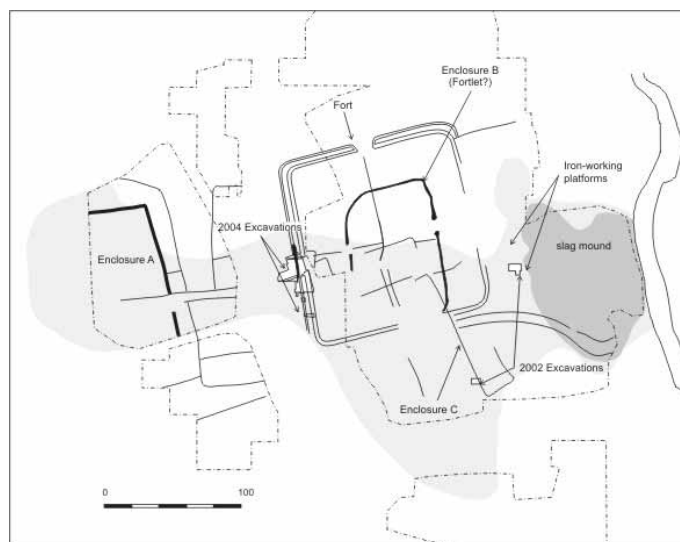 Enclosure B
(Fortlet?)
Fort
Iron-working
platforms
2004 Excavations
slag mound
Enclosure A
2002 Excavations
Enclosure C
0
100